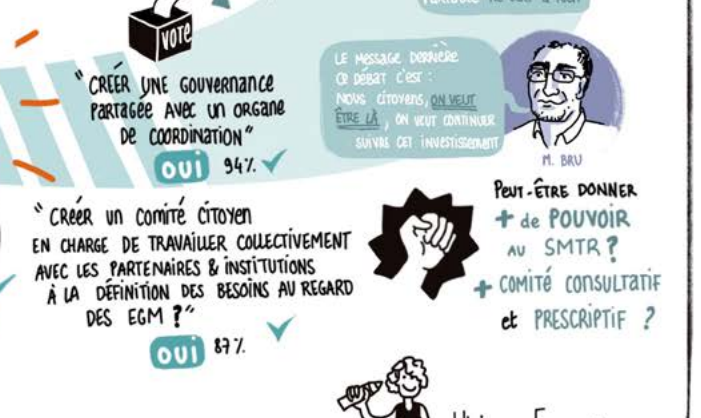 VOTE
"CRÉER UNE GOUVERNANCE
PARTAGÉE AVEC UN ORGANE
DE COORDINATION"
OUI 94%
LE MESSAGE DERRIÈRE
CE DÉBAT C'EST :
NOUS CITOYENS, ON VEUT
ÊTRE LÀ, ON VEUT CONTINUER
SUIVRE CET INVESTISSEMENT
M. BRU
"CRÉER UN COMITÉ CITOYEN
EN CHARGE DE TRAVAILLER COLLECTIVEMENT
AVEC LES PARTENAIRES & INSTITUTIONS
À LA DÉFINITION DES BESOINS AU REGARD
DES EGM ?"
OUI 87%
PEUT-ÊTRE DONNER
+ de POUVOIR
AU SMTR ?
+ COMITÉ CONSULTATIF
et PRESCRIPTIF ?